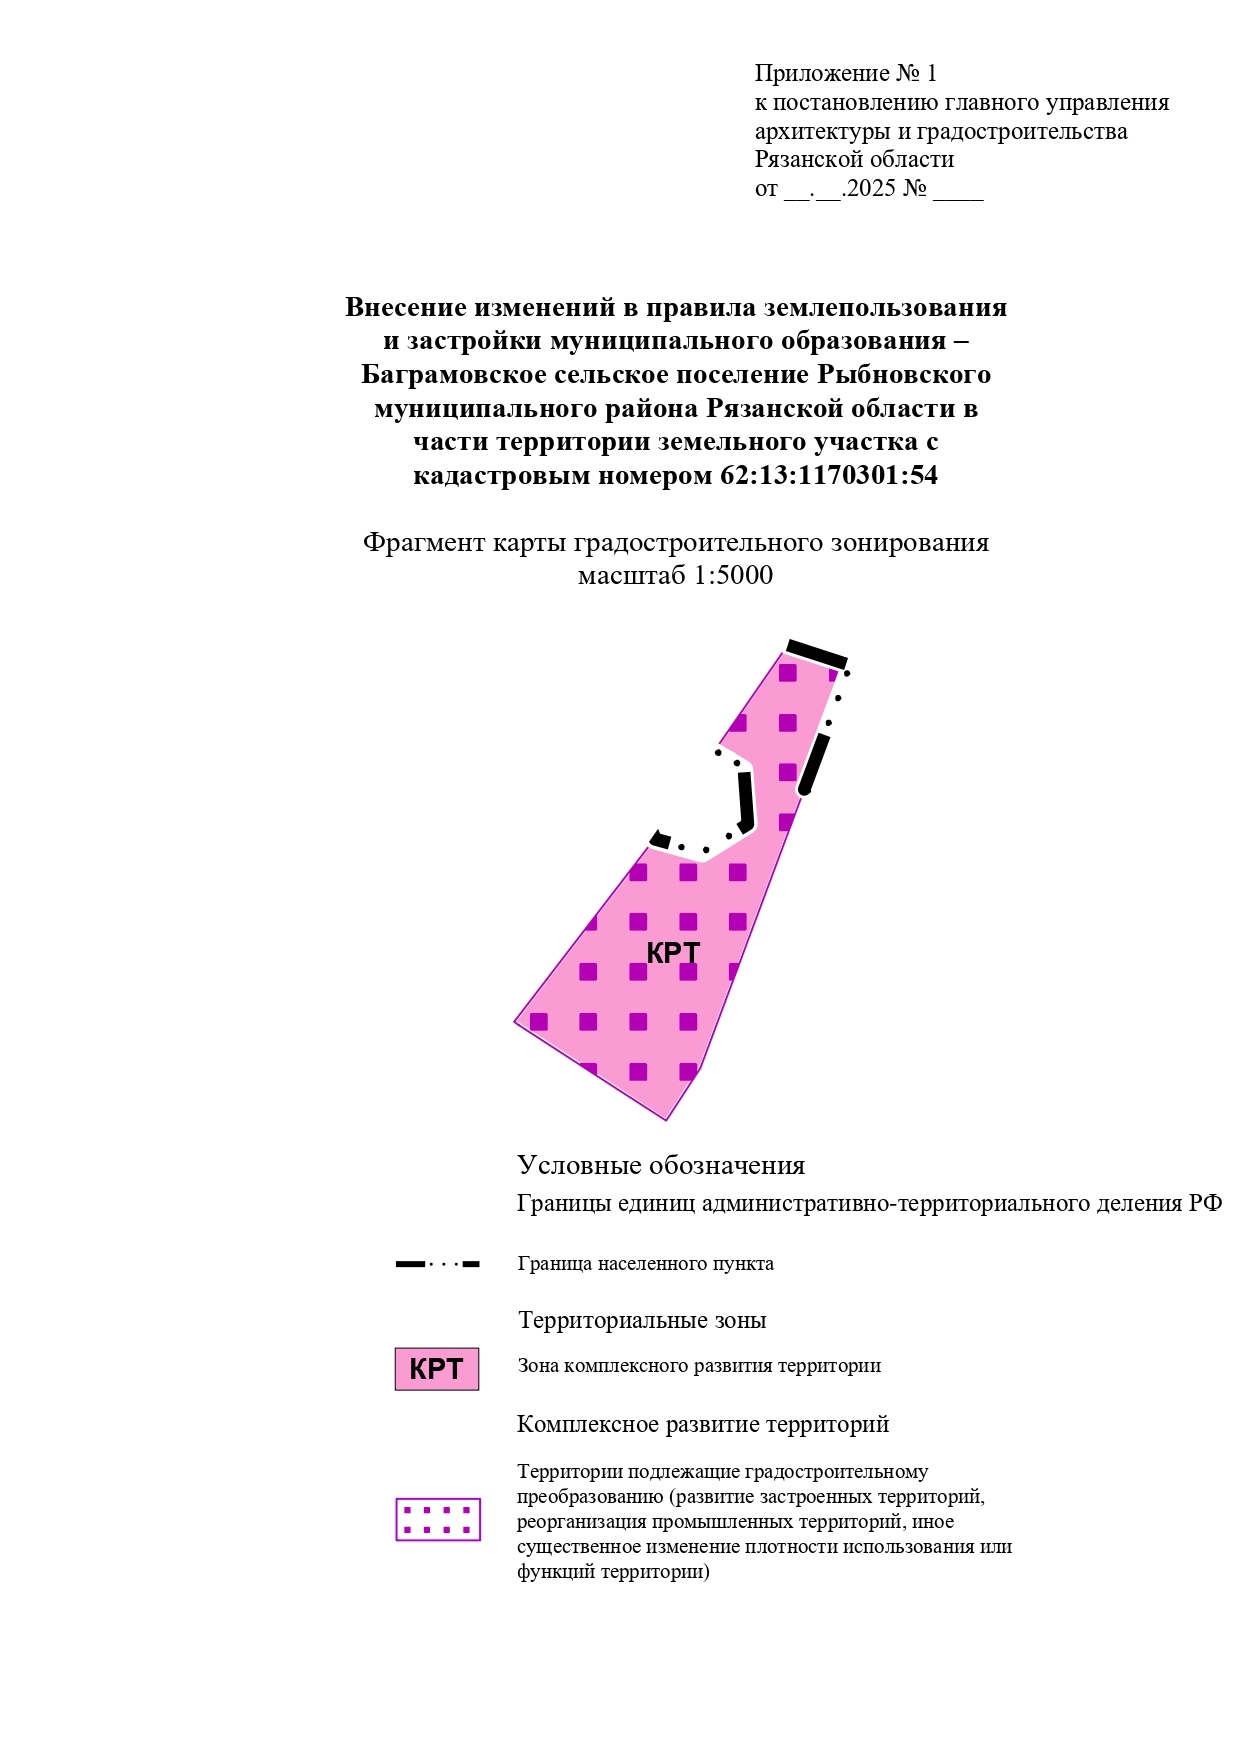 Приложение № 1
к постановлению главного управления
архитектуры и градостроительства
Рязанской области
от __.__.2025 № ____
Внесение изменений в правила землепользования
и застройки муниципального образования –
Баграмовское сельское поселение Рыбновского
муниципального района Рязанской области в
части территории земельного участка с
кадастровым номером 62:13:1170301:54
Фрагмент карты градостроительного зонирования
масштаб 1:5000
КРТ
Условные обозначения
Границы единиц административно-территориального деления РФ
Граница населенного пункта
Территориальные зоны
КРТ
Зона комплексного развития территории
Комплексное развитие территорий
Территории подлежащие градостроительному
преобразованию (развитие застроенных территорий,
реорганизация промышленных территорий, иное
существенное изменение плотности использования или
функций территории)